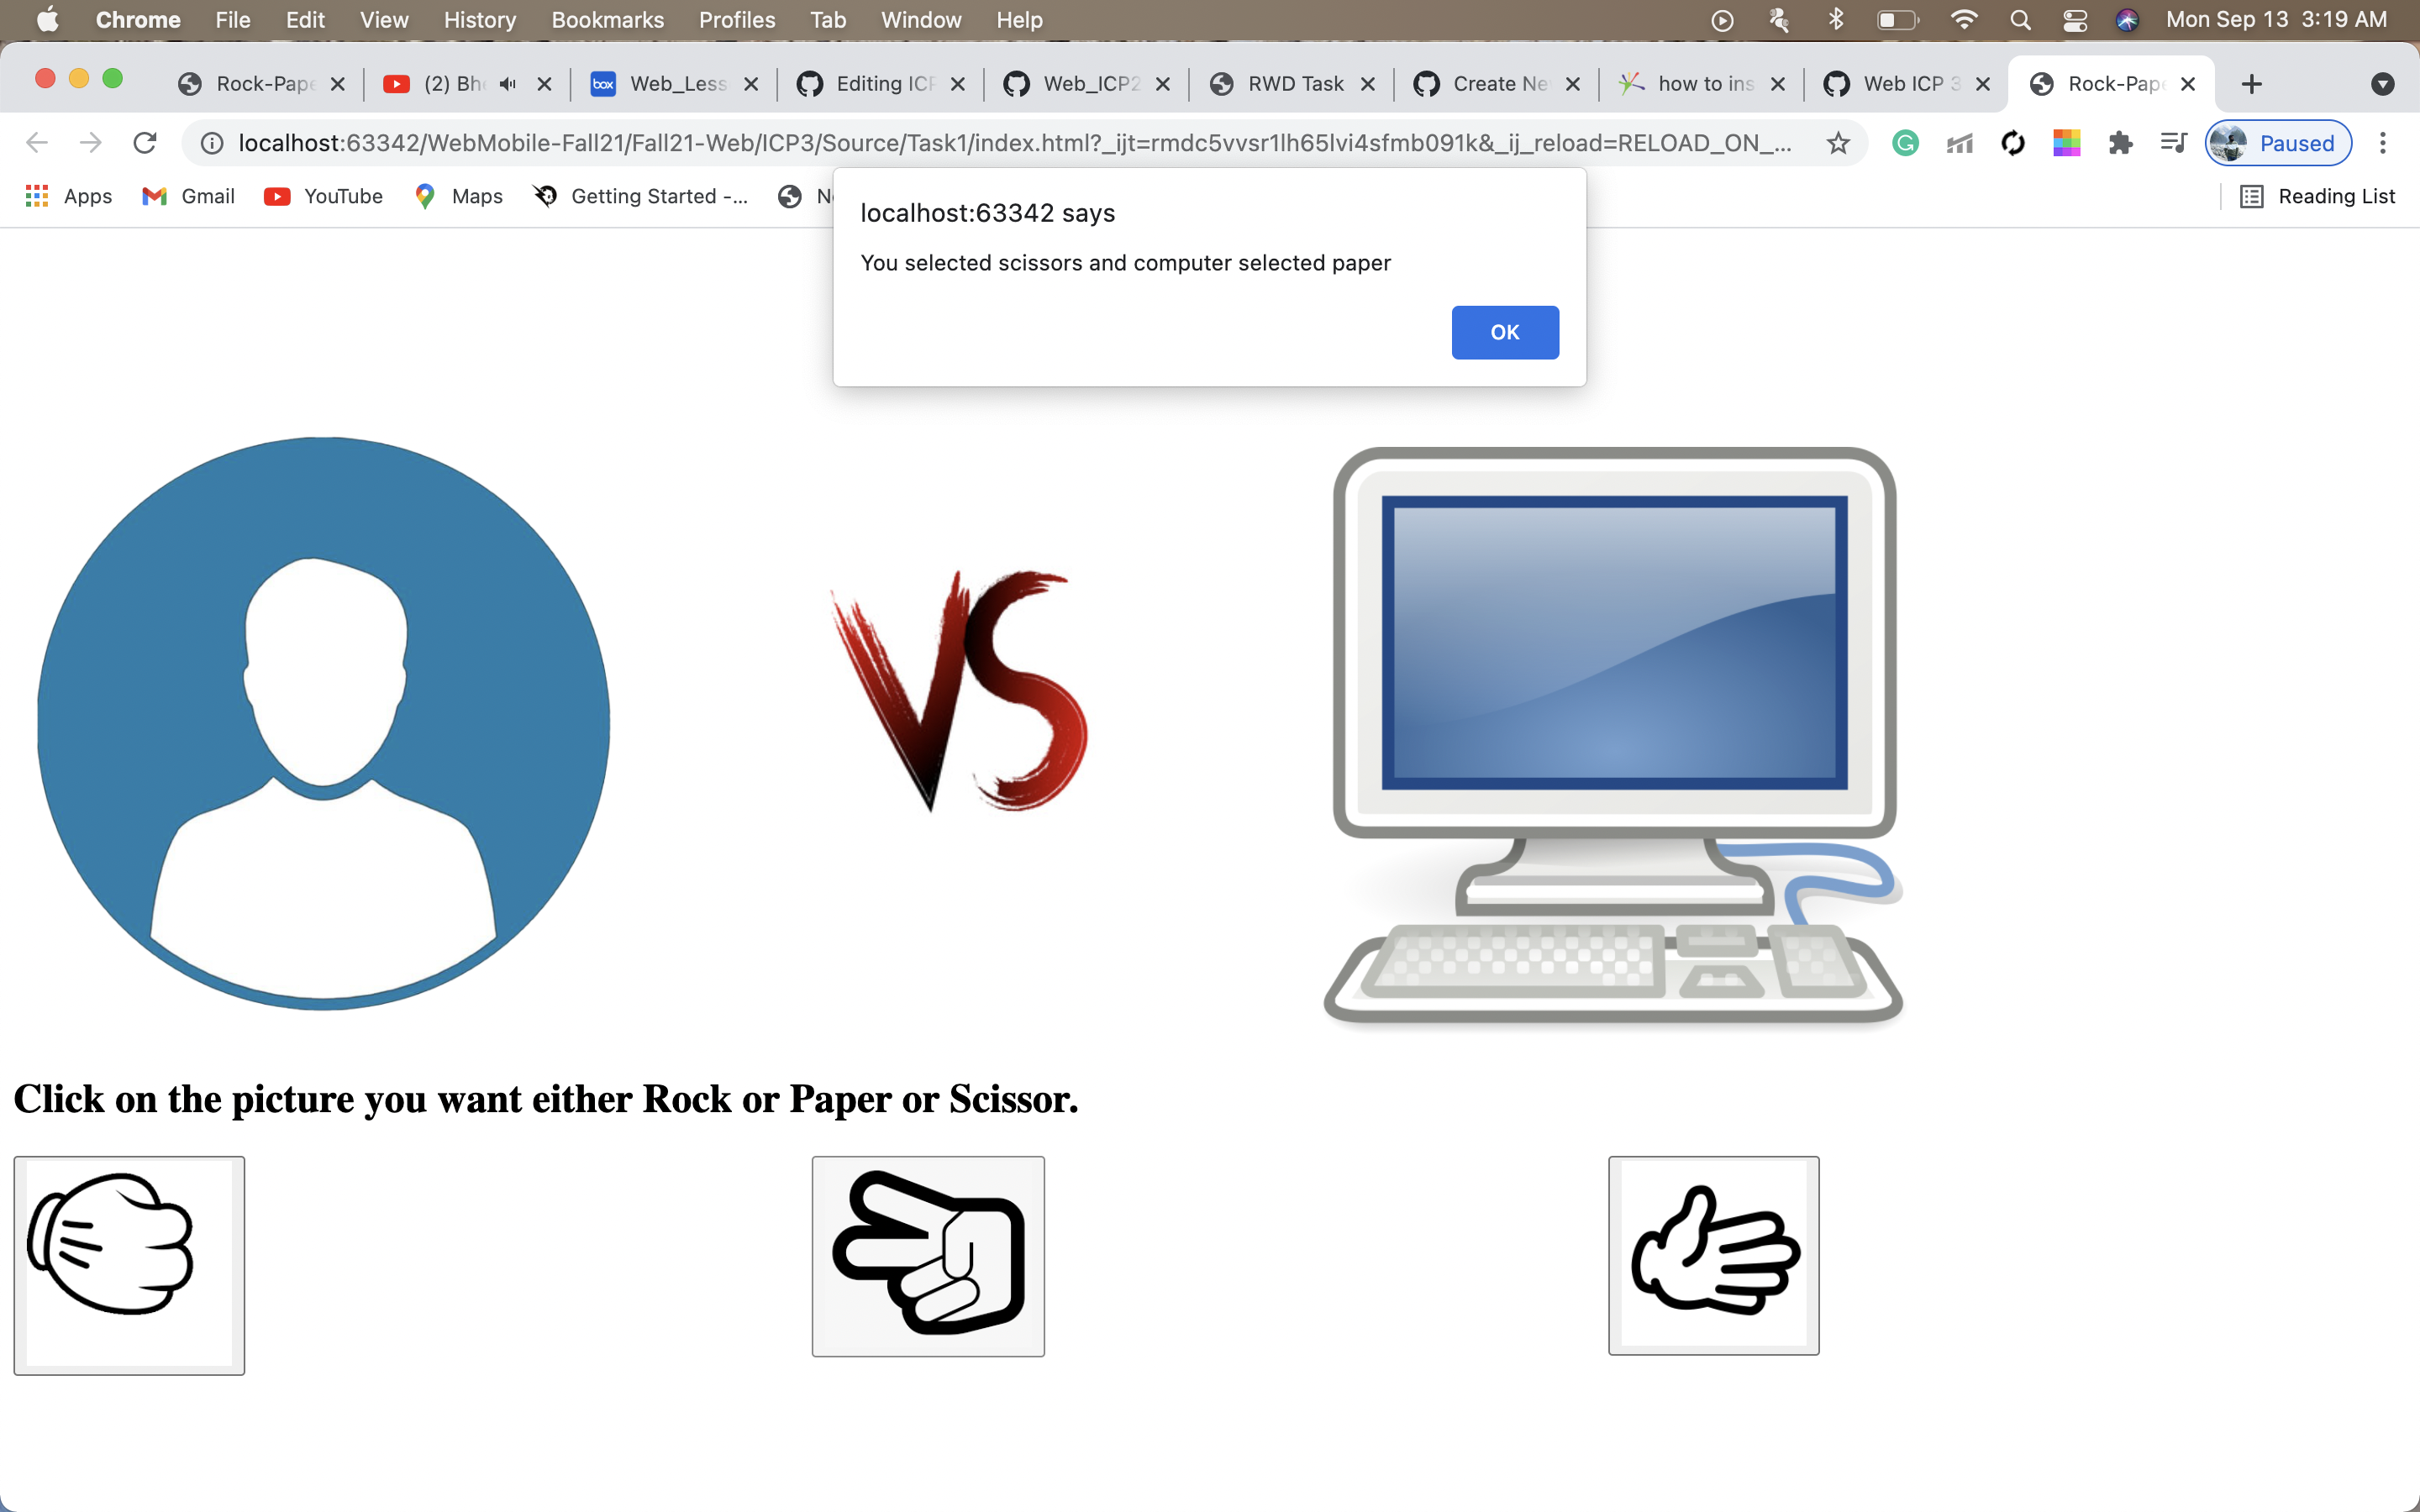 Chrome File Edit View History Bookmarks Profiles Tab Window Help Mon Sep 13 3:19 AM
Rock-Pape (2) Bh box Web_Less Editing ICP Web_ICP2 RWD Task Create Ne how to ins Web ICP 3 Rock-Pape
localhost:63342/WebMobile-Fall21/Fall21-Web/ICP3/Source/Task1/index.html?_ijt=rmdc5vvsr1lh65lvi4sfmb091k&_ij_reload=RELOAD_ON_... Paused
Apps Gmail YouTube Maps Getting Started -... Reading List
localhost:63342 says
You selected scissors and computer selected paper
OK
VS
Click on the picture you want either Rock or Paper or Scissor.